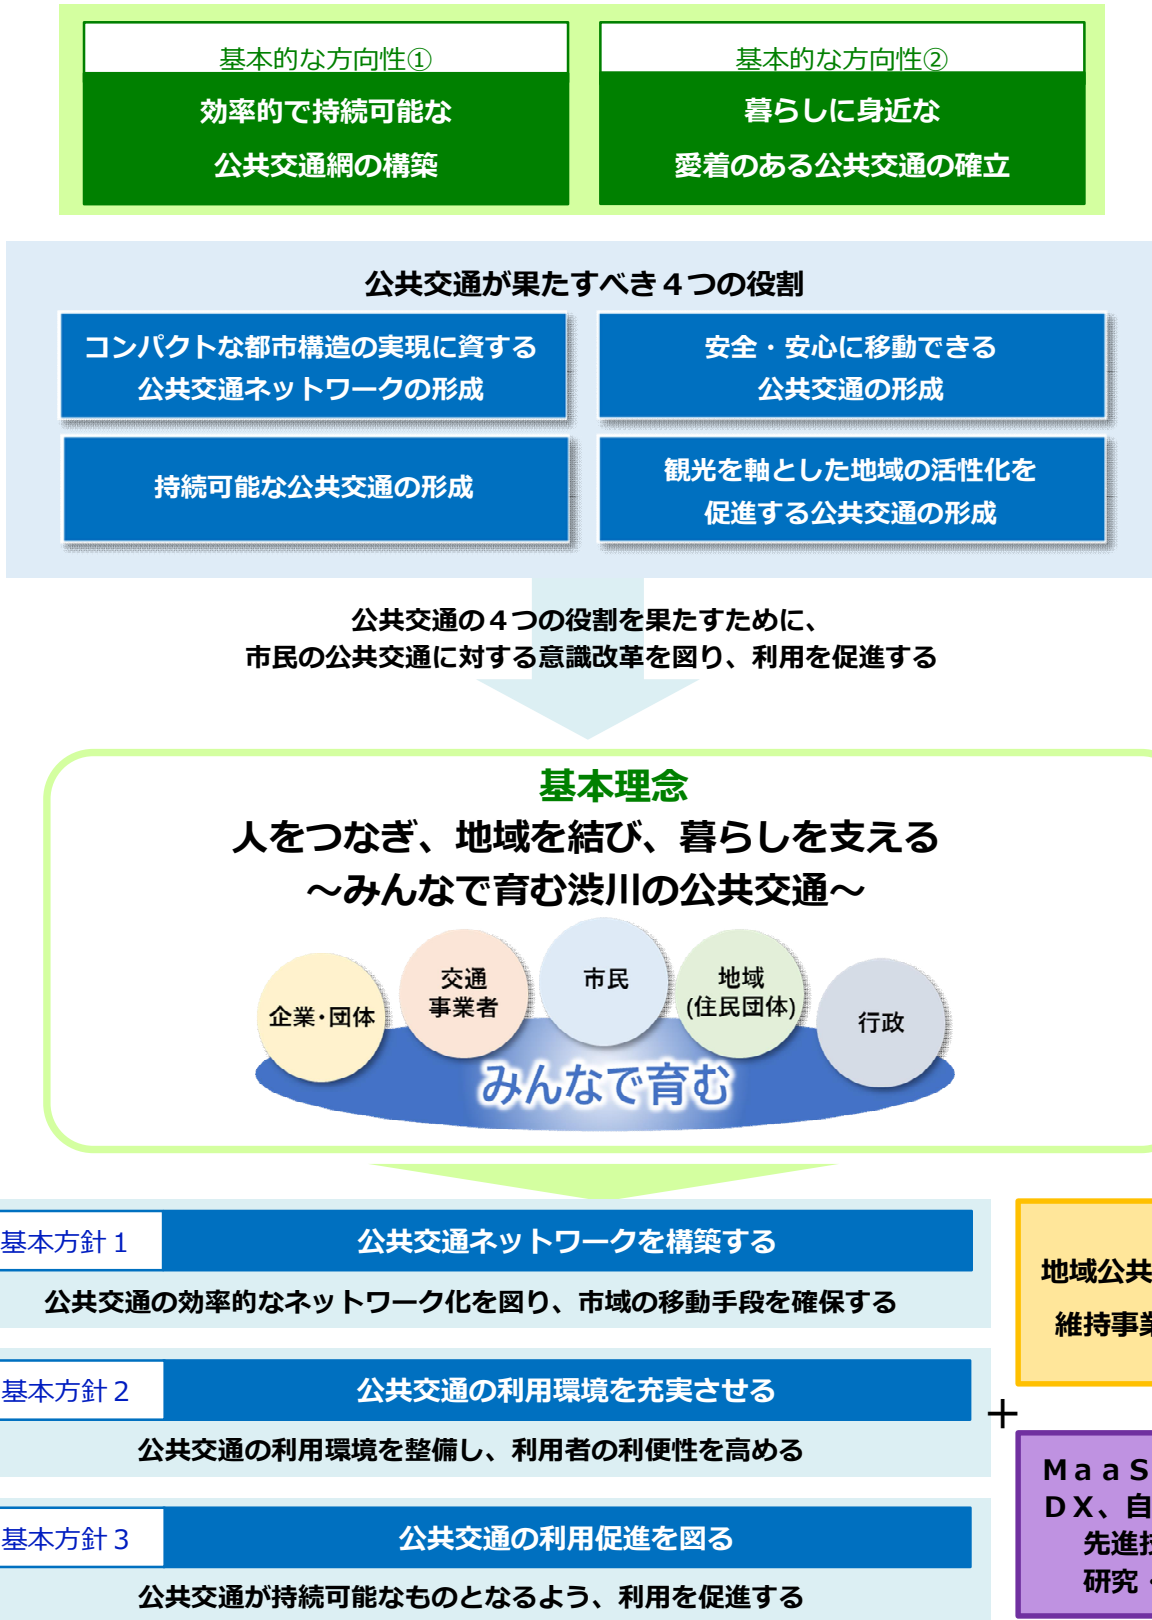 基本的な方向性①
効率的で持続可能な
公共交通網の構築
基本的な方向性②
暮らしに身近な
愛着のある公共交通の確立
公共交通が果たすべき４つの役割
コンパクトな都市構造の実現に資する
公共交通ネットワークの形成
安全・安心に移動できる
公共交通の形成
持続可能な公共交通の形成
観光を軸とした地域の活性化を
促進する公共交通の形成
公共交通の４つの役割を果たすために、
市民の公共交通に対する意識改革を図り、利用を促進する
基本理念
人をつなぎ、地域を結び、暮らしを支える
～みんなで育む渋川の公共交通～
企業・団体
交通
事業者
市民
地域
(住民団体)
行政
みんなで育む
基本方針１
公共交通ネットワークを構築する
公共交通の効率的なネットワーク化を図り、市域の移動手段を確保する
基本方針２
公共交通の利用環境を充実させる
公共交通の利用環境を整備し、利用者の利便性を高める
基本方針３
公共交通の利用促進を図る
公共交通が持続可能なものとなるよう、利用を促進する
＋
地域公共
維持事
ＭａａＳ
ＤＸ、自
先進
研究